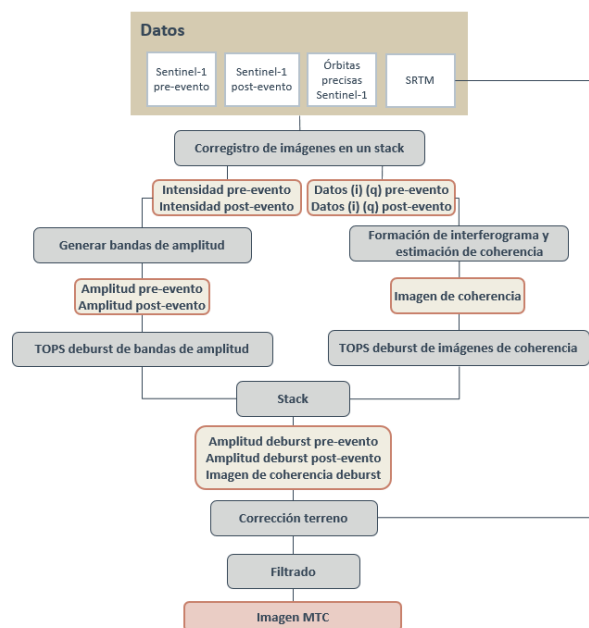 Datos
Sentinel-1
pre-evento
Sentinel-1
post-evento
Órbitas
precisas
Sentinel-1
SRTM
Corregistro de imágenes en un stack
Intensidad pre-evento
Intensidad post-evento
Datos (i) (q) pre-evento
Datos (i) (q) post-evento
Generar bandas de amplitud
Formación de interferograma y
estimación de coherencia
Amplitud pre-evento
Amplitud post-evento
Imagen de coherencia
TOPS deburst de bandas de amplitud
TOPS deburst de imágenes de coherencia
Stack
Amplitud deburst pre-evento
Amplitud deburst post-evento
Imagen de coherencia deburst
Corrección terreno
Filtrado
Imagen MTC